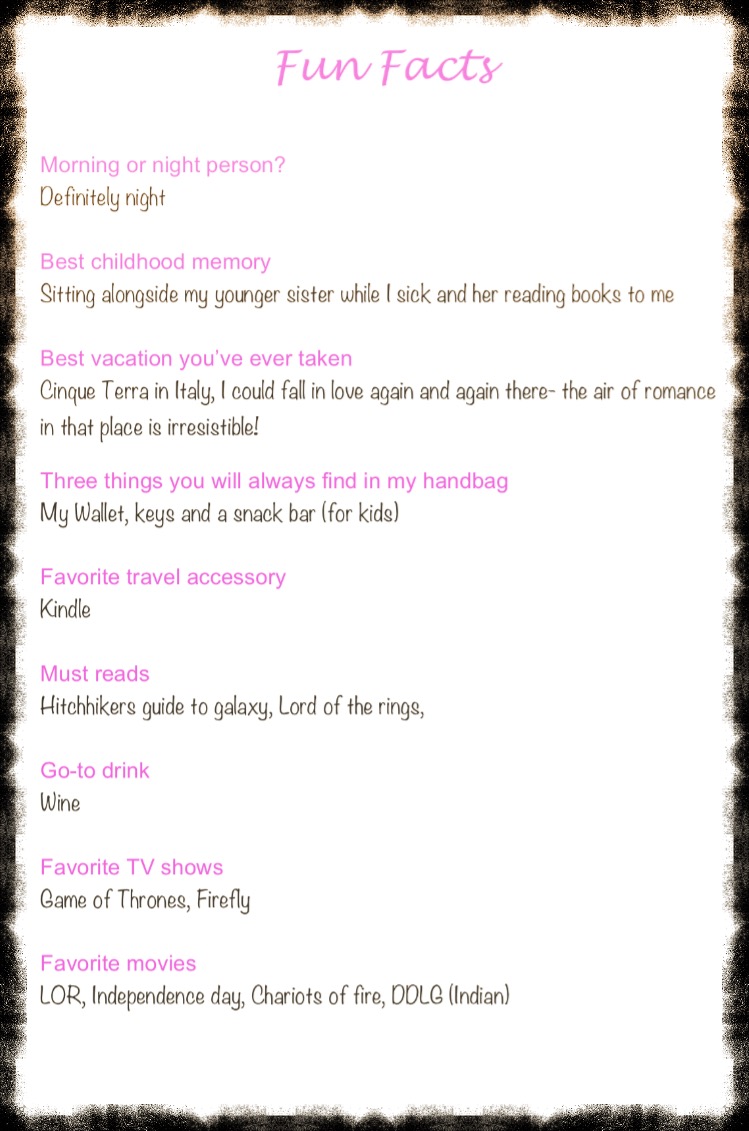 Fun Facts
Morning or night person?
Definitely night
Best childhood memory
Sitting alongside my younger sister while I sick and her reading books to me
Best vacation you've ever taken
Cinque Terra in Italy, I could fall in love again and again there- the air of romance
in that place is irresistible!
Three things you will always find in my handbag
My Wallet, keys and a snack bar (for kids)
Favorite travel accessory
Kindle
Must reads
Hitchhikers guide to galaxy, Lord of the rings,
Go-to drink
Wine
Favorite TV shows
Game of Thrones, Firefly
Favorite movies
LOR, Independence day, Chariots of fire, DDLG (Indian)